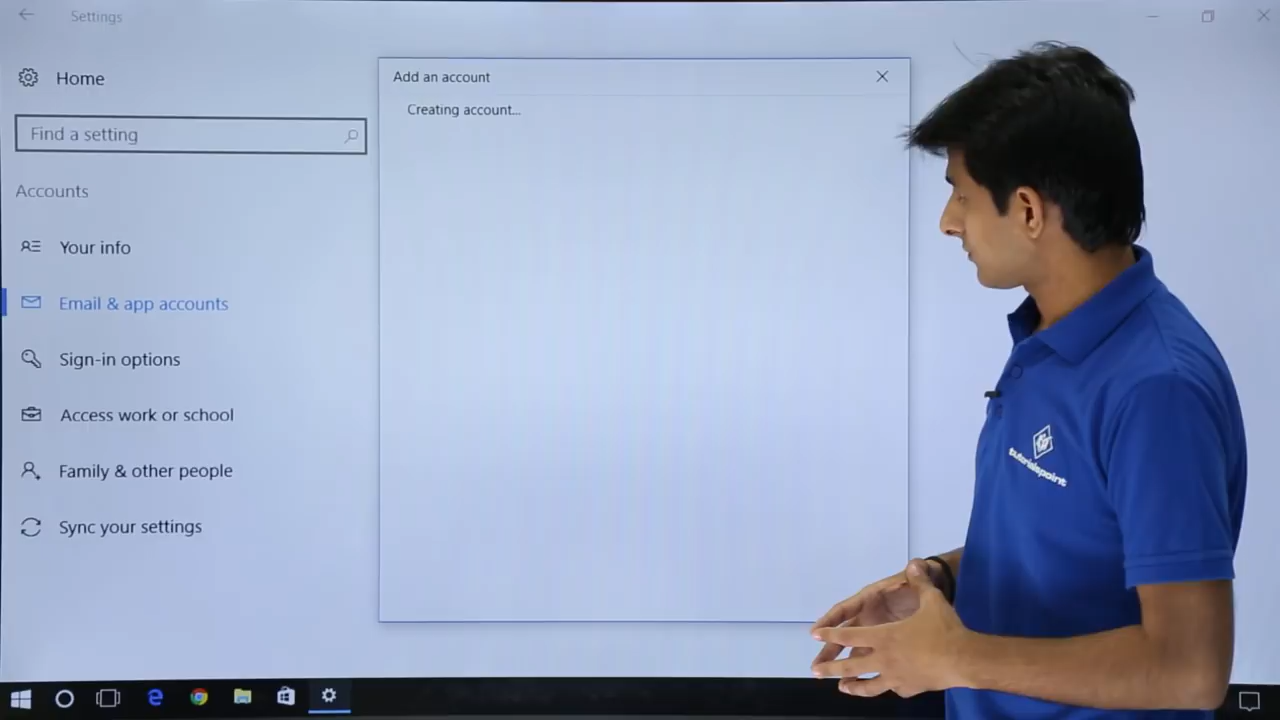 Settings
Home
Find a setting
Accounts
Your info
Email & app accounts
Sign-in options
Access work or school
Family & other people
Sync your settings
Add an account
Creating account...
tutorialspoint